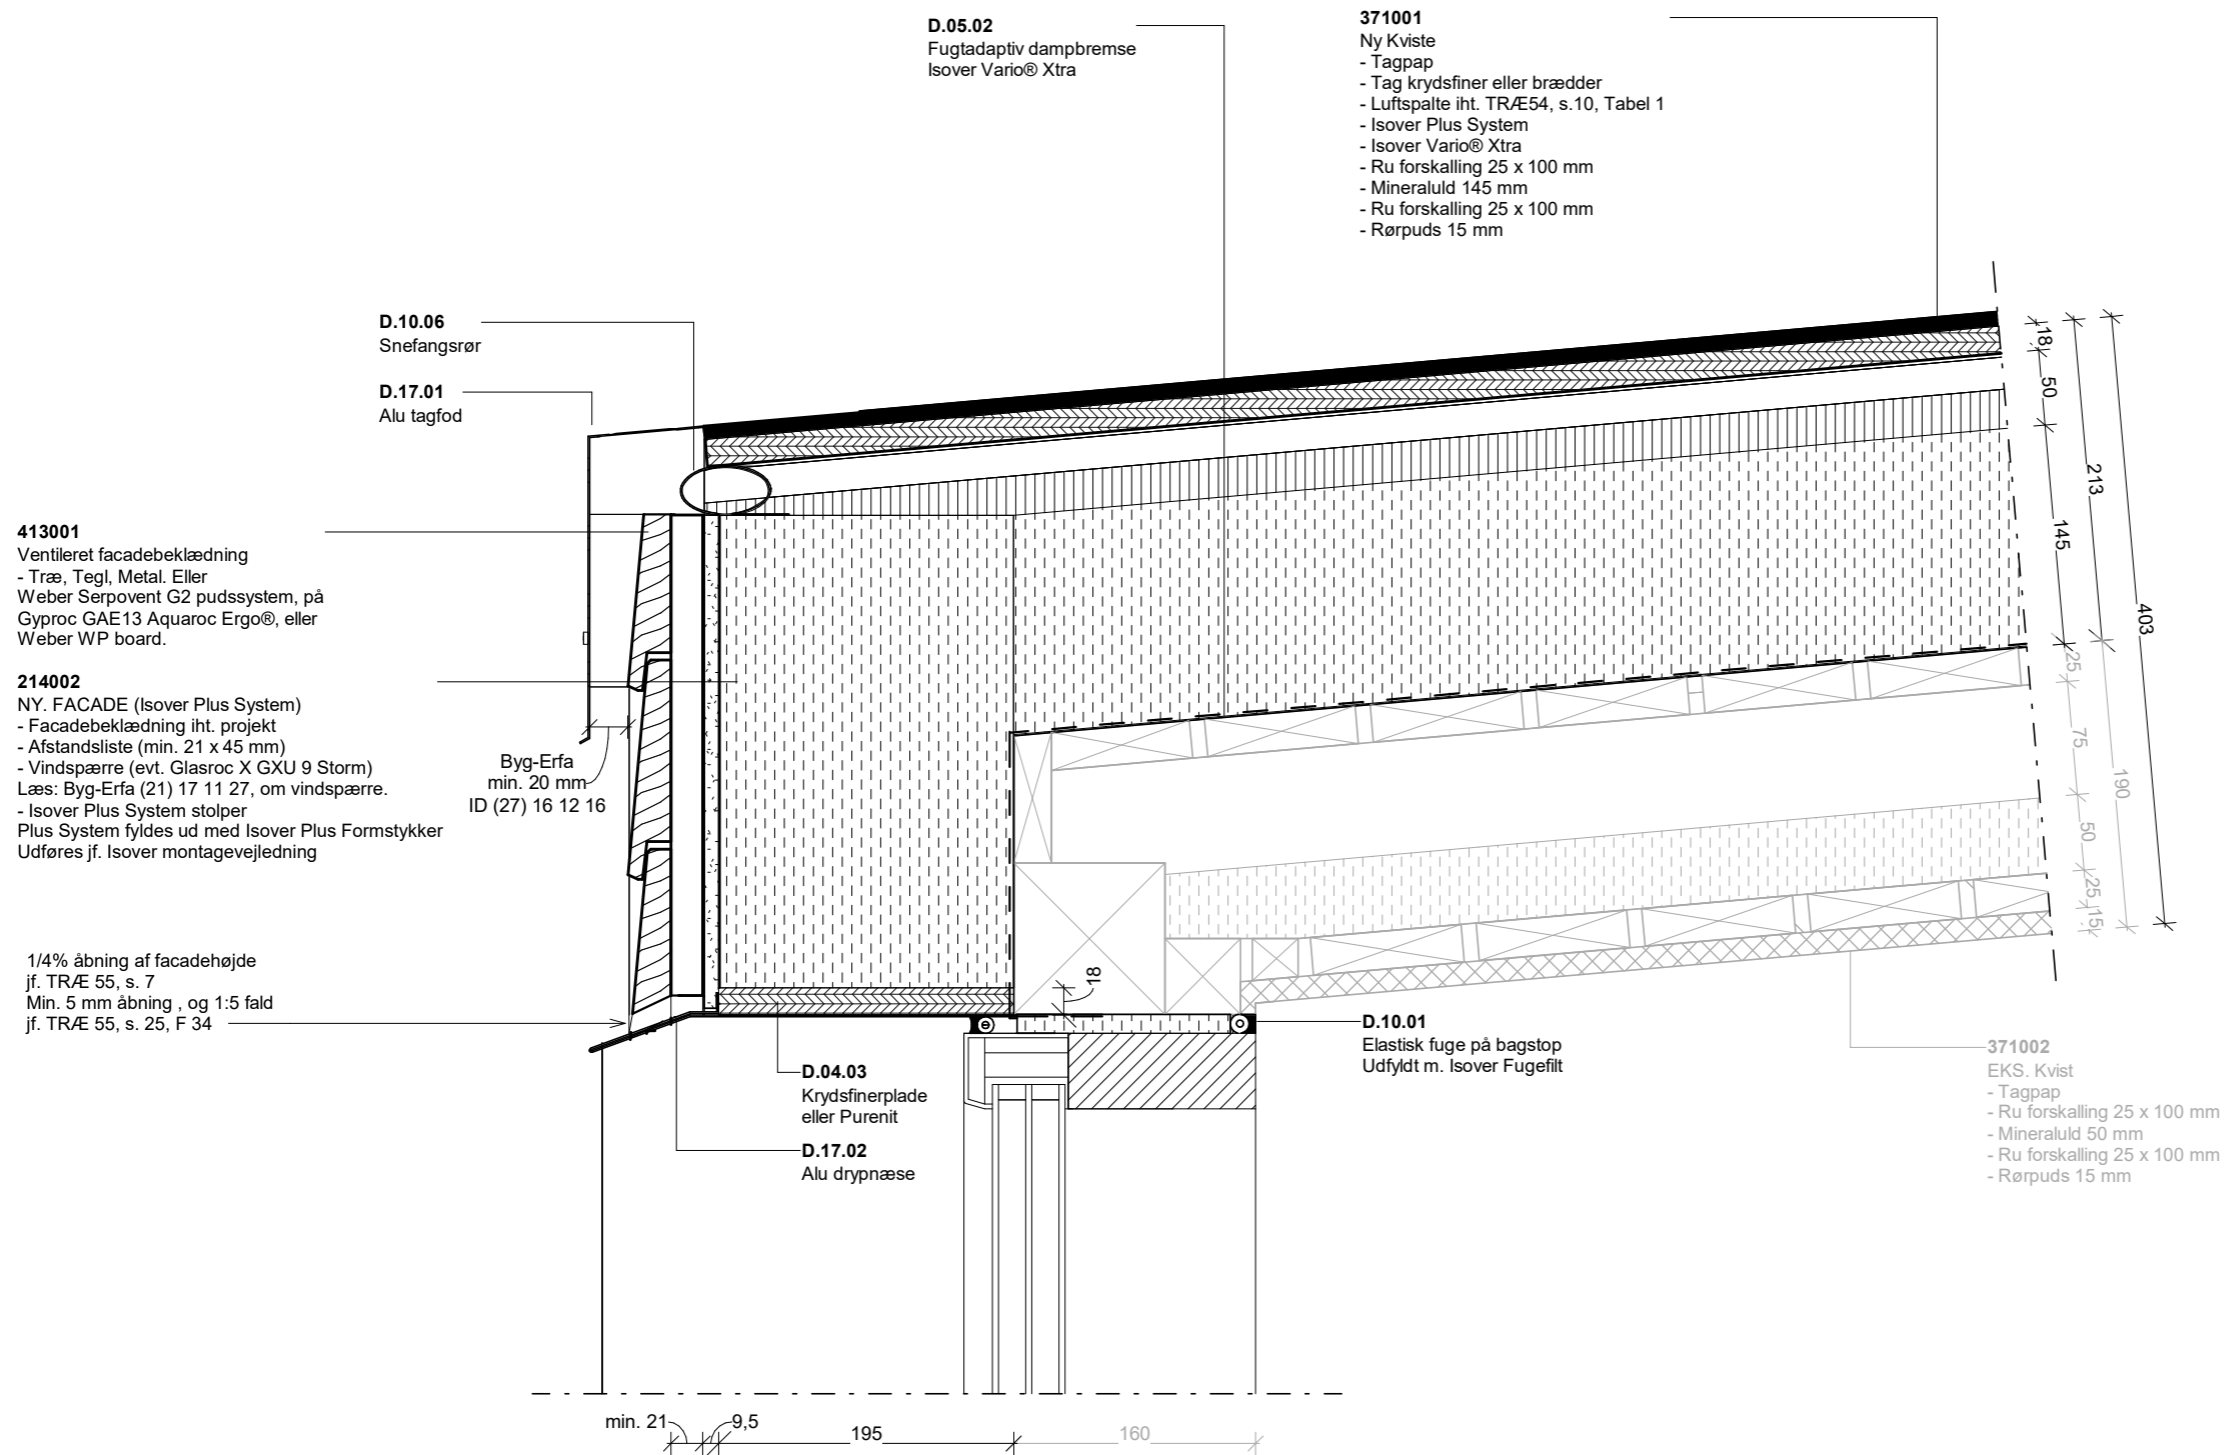 D.05.02
Fugtadaptiv dampbremse
Isover Vario® Xtra
371001
Ny Kviste
- Tagpap
- Tag krydsfiner eller brædder
- Luftspalte iht. TRÆ54, s.10, Tabel 1
- Isover Plus System
- Isover Vario® Xtra
- Ru forskalling 25 x 100 mm
- Mineraluld 145 mm
- Ru forskalling 25 x 100 mm
- Rørpuds 15 mm
D.10.06
Snefangsrør
D.17.01
Alu tagfod
413001
Ventileret facadebeklædning
- Træ, Tegl, Metal. Eller
Weber Serpovent G2 pudssystem, på
Gyproc GAE13 Aquaroc Ergo®, eller
Weber WP board.
214002
NY. FACADE (Isover Plus System)
- Facadebeklædning iht. projekt
- Afstandsliste (min. 21 x 45 mm)
- Vindspærre (evt. Glasroc X GXU 9 Storm)
Læs: Byg-Erfa (21) 17 11 27, om vindspærre.
- Isover Plus System stolper
Plus System fyldes ud med Isover Plus Formstykker
Udføres jf. Isover montagevejledning
Byg-Erfa
min. 20 mm
ID (27) 16 12 16
1/4% åbning af facadehøjde
jf. TRÆ 55, s. 7
Min. 5 mm åbning , og 1:5 fald
jf. TRÆ 55, s. 25, F 34
18
50
145
213
403
25
75
50
25
15
190
18
D.04.03
Krydsfinerplade
eller Purenit
D.17.02
Alu drypnæse
D.10.01
Elastisk fuge på bagstop
Udfyldt m. Isover Fugefilt
371002
EKS. Kvist
- Tagpap
- Ru forskalling 25 x 100 mm
- Mineraluld 50 mm
- Ru forskalling 25 x 100 mm
- Rørpuds 15 mm
min. 21
9,5
195
160